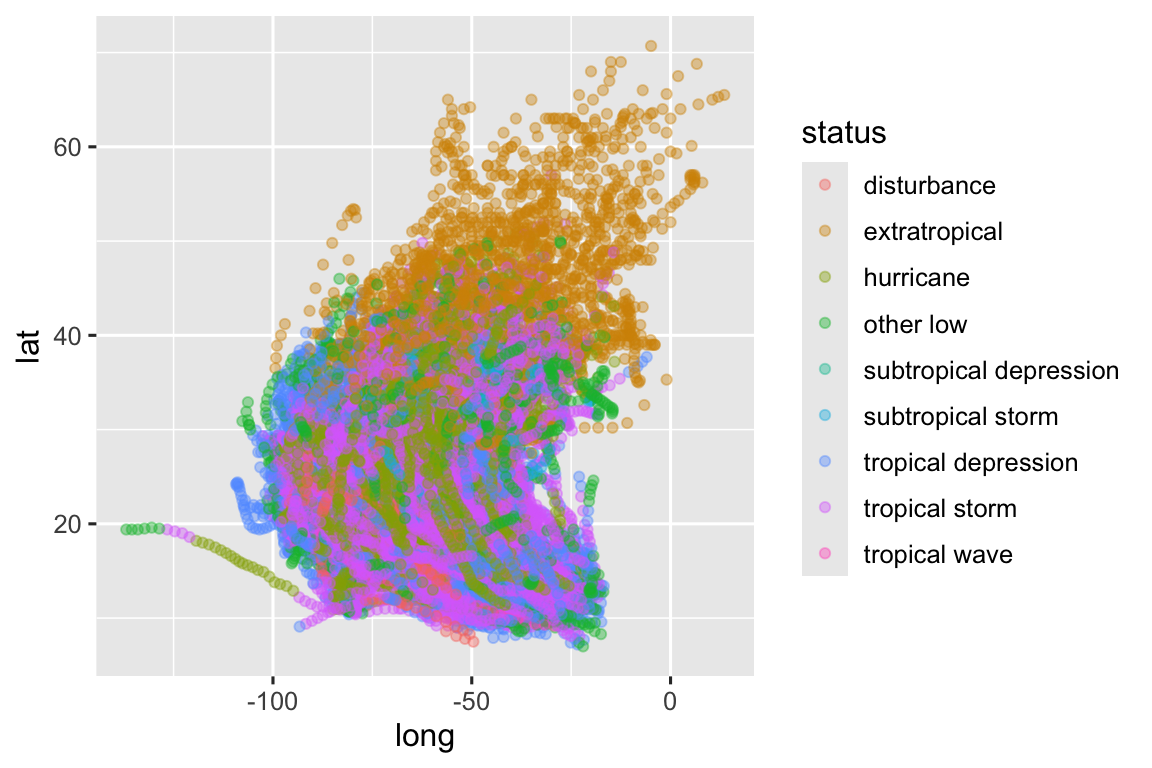 60
40
20
lat
-100
-50
0
long
status
disturbance
extratropical
hurricane
other low
subtropical depression
subtropical storm
tropical depression
tropical storm
tropical wave